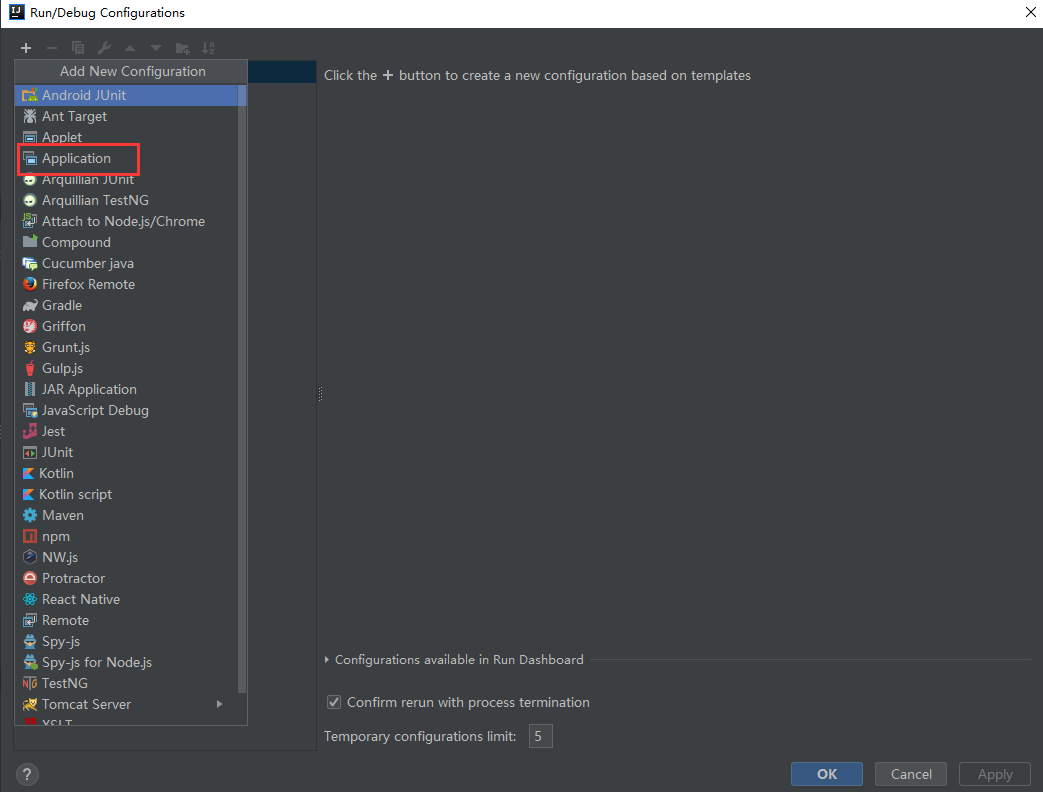 Run/Debug Configurations
Add New Configuration
Click the + button to create a new configuration based on templates
Android JUnit
Ant Target
Applet
Application
Arquillian JUnit
Arquillian TestNG
Attach to Node.js/Chrome
Compound
Cucumber java
Firefox Remote
Gradle
Griffon
Grunt.js
Gulp.js
JAR Application
JavaScript Debug
Jest
JUnit
Kotlin
Kotlin script
Maven
npm
NW.js
Protractor
React Native
Remote
Spy-js
Spy-js for Node.js
TestNG
Tomcat Server
XSLT
Configurations available in Run Dashboard
Confirm rerun with process termination
Temporary configurations limit: 5
? OK Cancel Apply